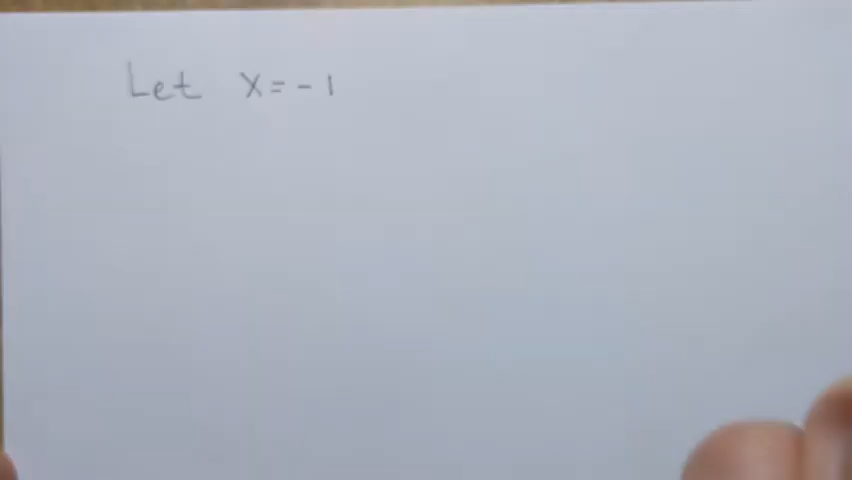 Let x = - 1